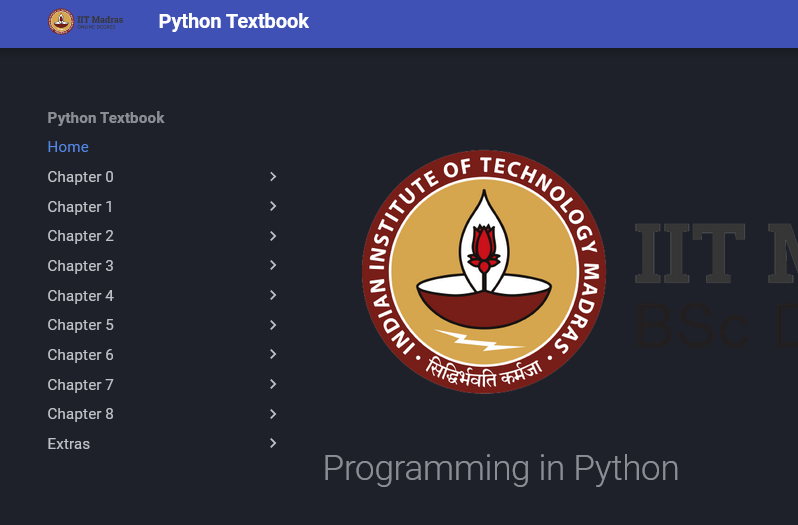 IIT Madras
ONLINE DEGREE
Python Textbook
Python Textbook
Home
Chapter 0
Chapter 1
Chapter 2
Chapter 3
Chapter 4
Chapter 5
Chapter 6
Chapter 7
Chapter 8
Extras
INDIAN INSTITUTE OF TECHNOLOGY MADRAS
सिद्धिर्भवति कर्मजा
IIT M
BSc D
Programming in Python